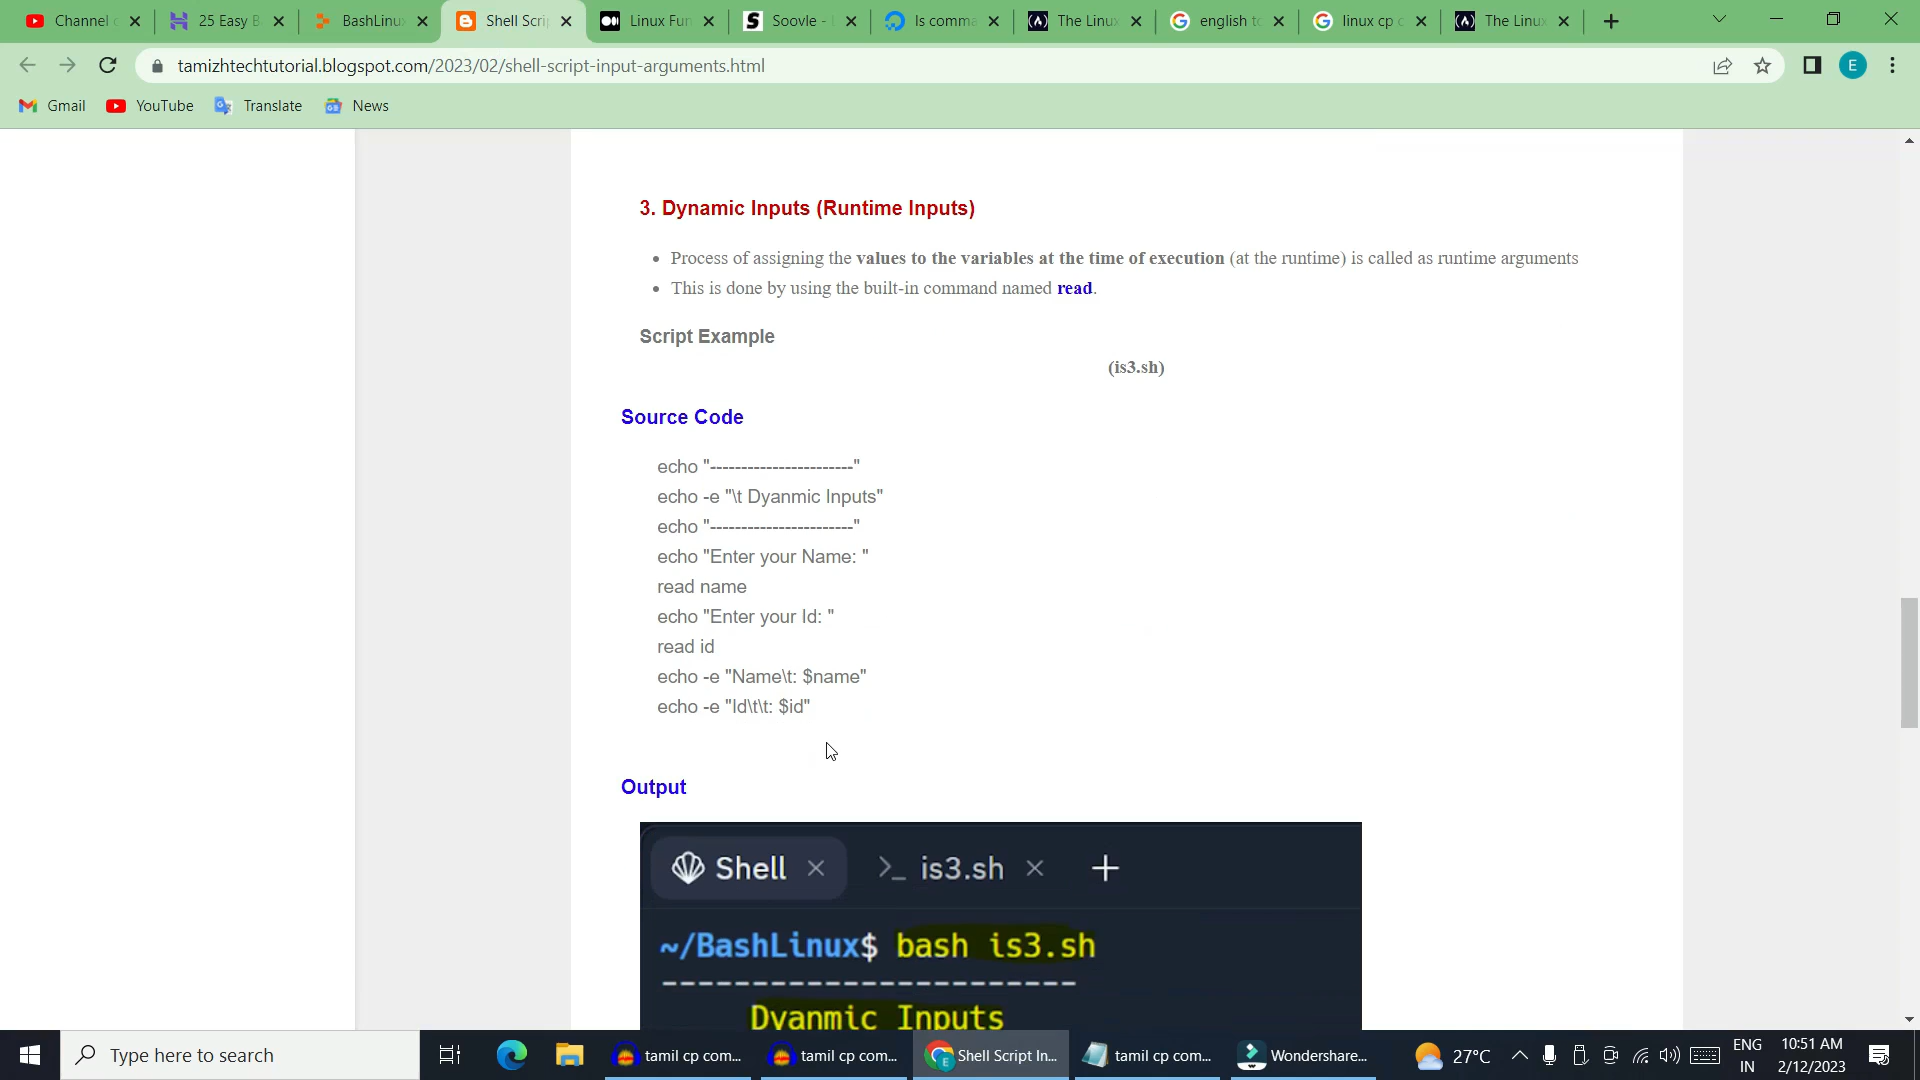 Channel
25 Easy B
BashLinux
Shell Scrip
Linux Fun
Soovle -
ls comma
The Linux
english to
linux cp c
The Linux
tamizhtechtutorial.blogspot.com/2023/02/shell-script-input-arguments.html
E
Gmail
YouTube
Translate
News
3. Dynamic Inputs (Runtime Inputs)
Process of assigning the values to the variables at the time of execution (at the runtime) is called as runtime arguments
This is done by using the built-in command named read.
Script Example
(is3.sh)
Source Code
echo "-----------------------"
echo -e "\t Dyanmic Inputs"
echo "-----------------------"
echo "Enter your Name: "
read name
echo "Enter your Id: "
read id
echo -e "Name\t: $name"
echo -e "Id\t\t: $id"
Output
Shell
>_ is3.sh
~/BashLinux$ bash is3.sh
-----------------------
Dyanmic Inputs
Type here to search
tamil cp com...
tamil cp com...
Shell Script In...
tamil cp com...
Wondershare...
27°C
ENG
IN
10:51 AM
2/12/2023